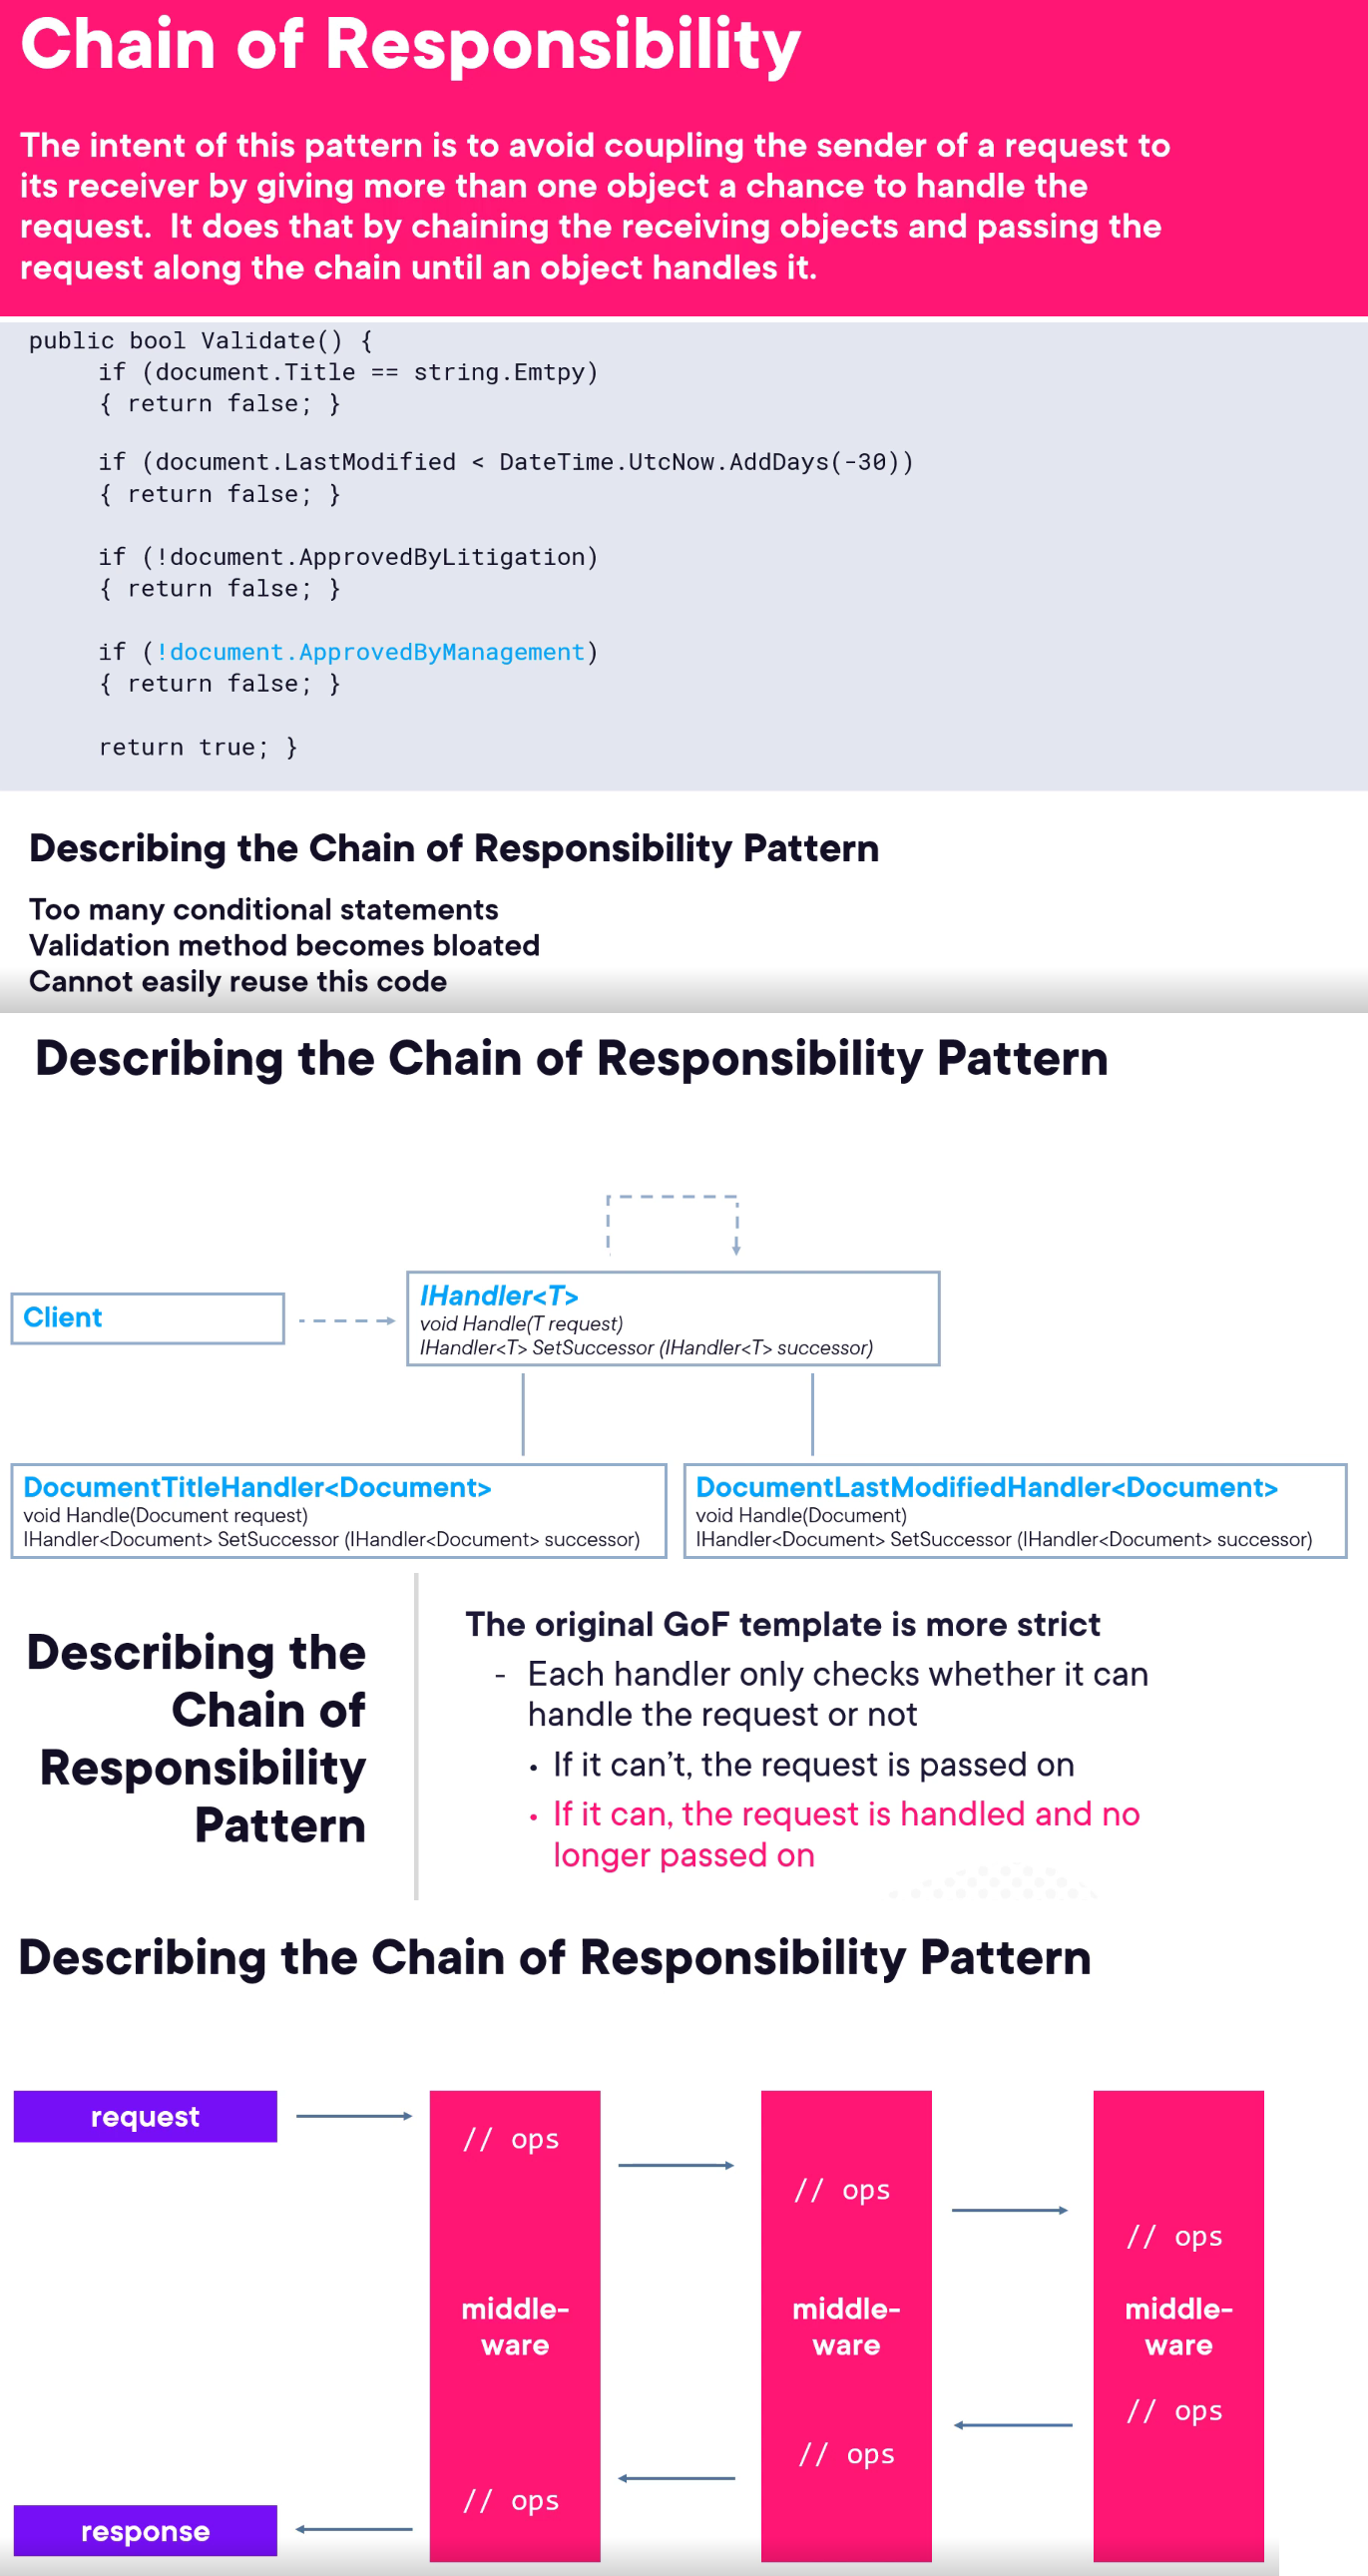 Chain of Responsibility
The intent of this pattern is to avoid coupling the sender of a request to
its receiver by giving more than one object a chance to handle the
request.  It does that by chaining the receiving objects and passing the
request along the chain until an object handles it.
public bool Validate() {
if (document.Title == string.Emtpy)
{ return false; }
if (document.LastModified < DateTime.UtcNow.AddDays(-30))
{ return false; }
if (!document.ApprovedByLitigation)
{ return false; }
if (!document.ApprovedByManagement)
{ return false; }
return true; }
Describing the Chain of Responsibility Pattern
Too many conditional statements
Validation method becomes bloated
Cannot easily reuse this code
Describing the Chain of Responsibility Pattern
Client
IHandler<T>
void Handle(T request)
IHandler<T> SetSuccessor (IHandler<T> successor)
DocumentTitleHandler<Document>
void Handle(Document request)
IHandler<Document> SetSuccessor (IHandler<Document> successor)
DocumentLastModifiedHandler<Document>
void Handle(Document)
IHandler<Document> SetSuccessor (IHandler<Document> successor)
Describing the
Chain of
Responsibility
Pattern
The original GoF template is more strict
- Each handler only checks whether it can
handle the request or not
• If it can't, the request is passed on
• If it can, the request is handled and no
longer passed on
Describing the Chain of Responsibility Pattern
request
// ops
// ops
// ops
middle-
ware
middle-
ware
middle-
ware
// ops
// ops
// ops
response